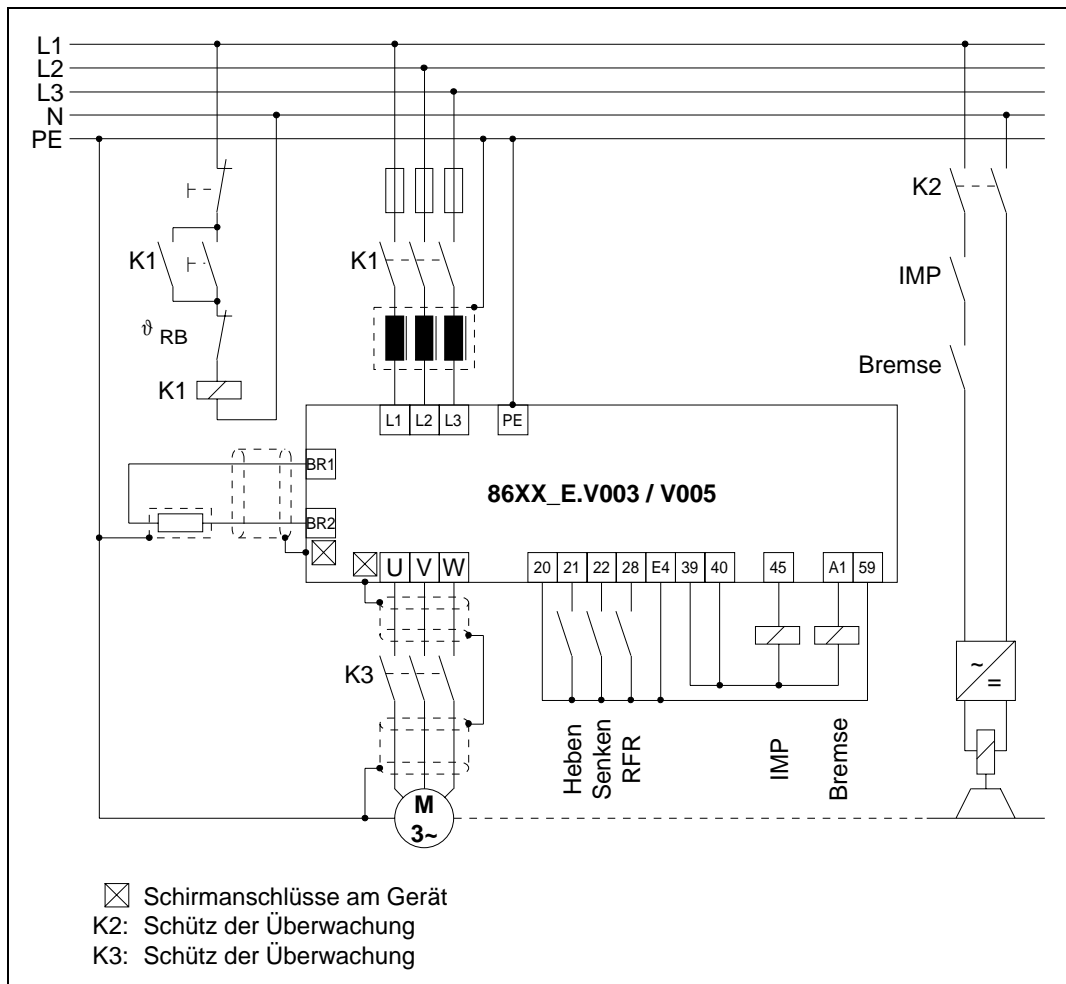 L1
L2
L3
N
PE
K2
K1
K1
IMP
ϑ RB
Bremse
K1
L1 L2 L3 PE
BR1
86XX_E.V003 / V005
BR2
U V W 20 21 22 28 E4 39 40 45 A1 59
K3
~
=
Heben
Senken
RFR
IMP
Bremse
M
3~
Schirmanschlüsse am Gerät
K2: Schütz der Überwachung
K3: Schütz der Überwachung